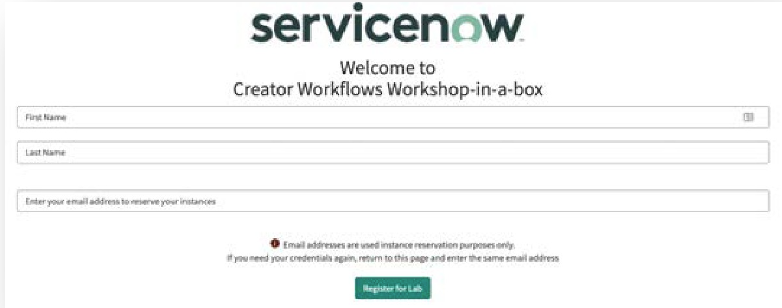 servicenow
Welcome to
Creator Workflows Workshop-in-a-box
First Name
Last Name
Enter your email address to reserve your instances
Email addresses are used instance reservation purposes only.
If you need your credentials again, return to this page and enter the same email address
Register for Lab